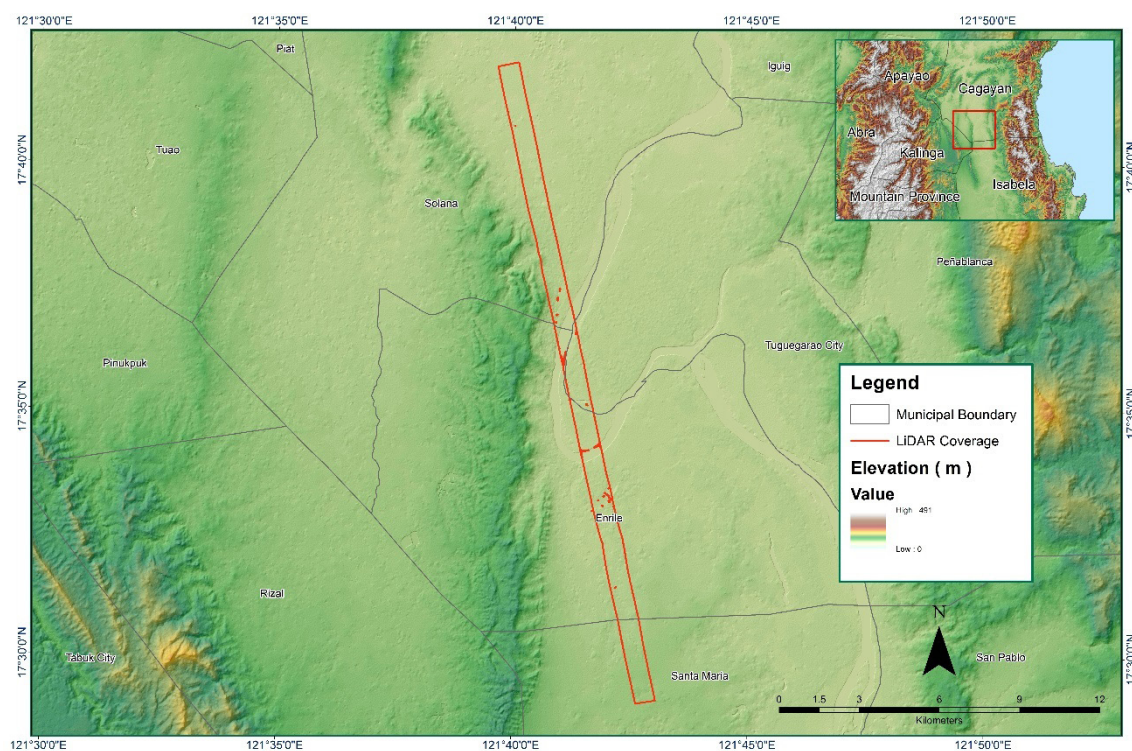 121°30'0"E 121°35'0"E 121°40'0"E 121°45'0"E 121°50'0"E
Piat
Iguig
Apayao
Cagayan
Abra
Kalinga
Isabela
Mountain Province
17°40'0"N
17°40'0"N
Tuao
Solana
Peñablanca
Pinukpuk
Tuguegarao City
17°35'0"N
17°35'0"N
Legend
Municipal Boundary
LiDAR Coverage
Elevation ( m )
Value
High : 491
Low : 0
Enrile
Rizal
N
17°30'0"N
17°30'0"N
Tabuk City
San Pablo
Santa Maria
0 1.5 3 6 9 12
Kilometers
121°30'0"E 121°35'0"E 121°40'0"E 121°45'0"E 121°50'0"E